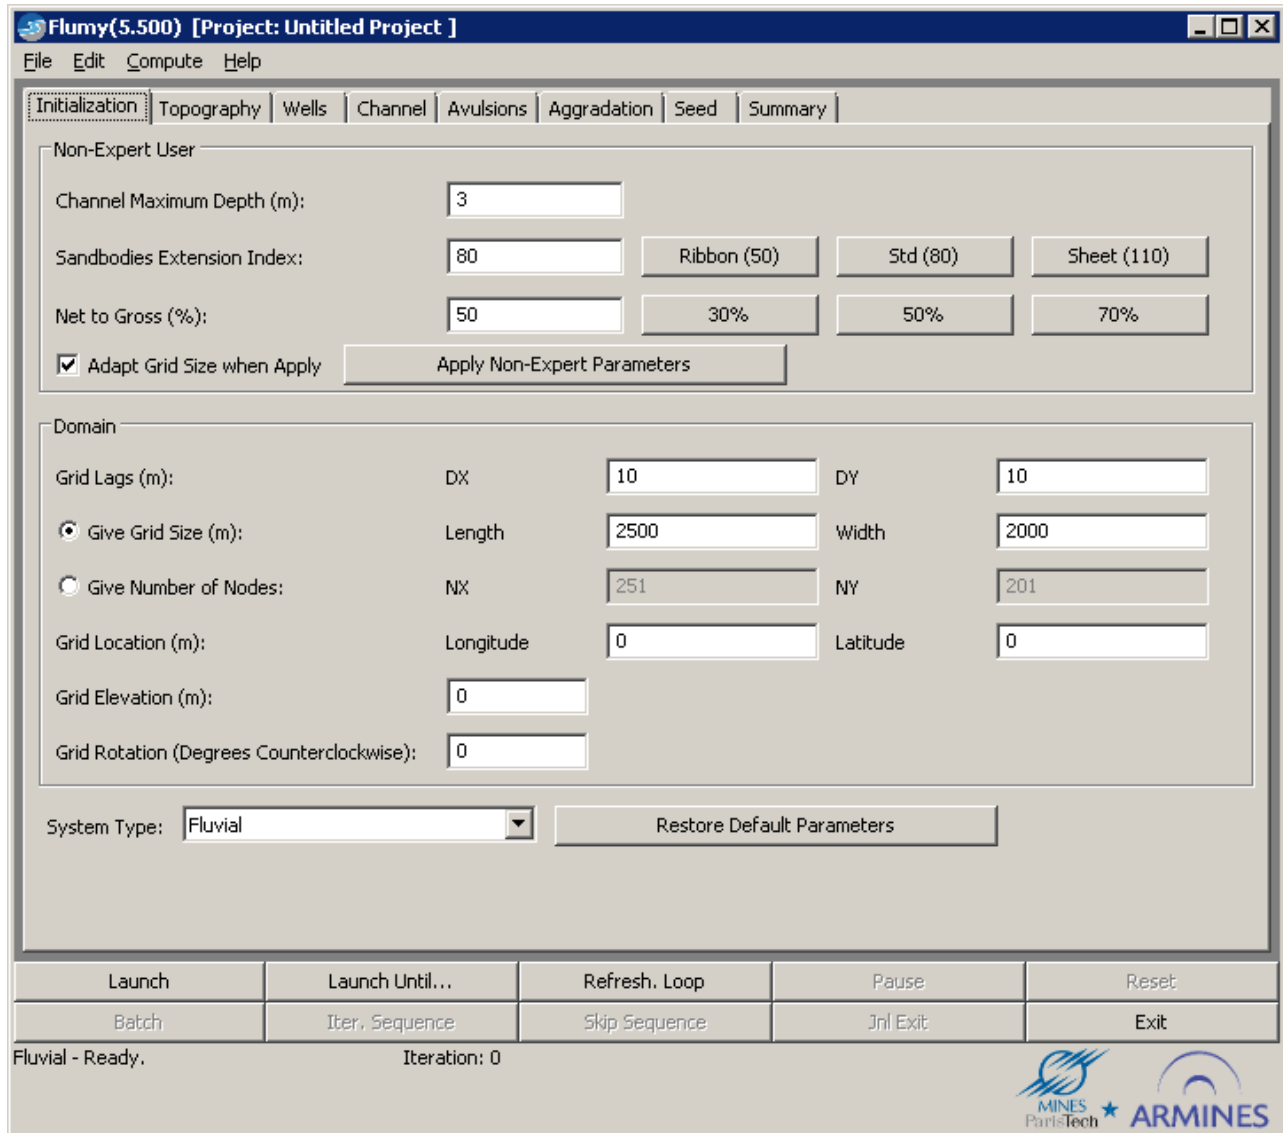 Flumy(5.500) [Project: Untitled Project ]
File Edit Compute Help
Initialization Topography Wells Channel Avulsions Aggradation Seed Summary
Non-Expert User
Channel Maximum Depth (m): 3
Sandbodies Extension Index: 80 Ribbon (50) Std (80) Sheet (110)
Net to Gross (%): 50 30% 50% 70%
Adapt Grid Size when Apply Apply Non-Expert Parameters
Domain
Grid Lags (m): DX 10 DY 10
Give Grid Size (m): Length 2500 Width 2000
Give Number of Nodes: NX 251 NY 201
Grid Location (m): Longitude 0 Latitude 0
Grid Elevation (m): 0
Grid Rotation (Degrees Counterclockwise): 0
System Type: Fluvial Restore Default Parameters
Launch Launch Until... Refresh. Loop Pause Reset
Batch Iter. Sequence Skip Sequence Jnl Exit Exit
Fluvial - Ready. Iteration: 0
MINES
ParisTech ARMINES